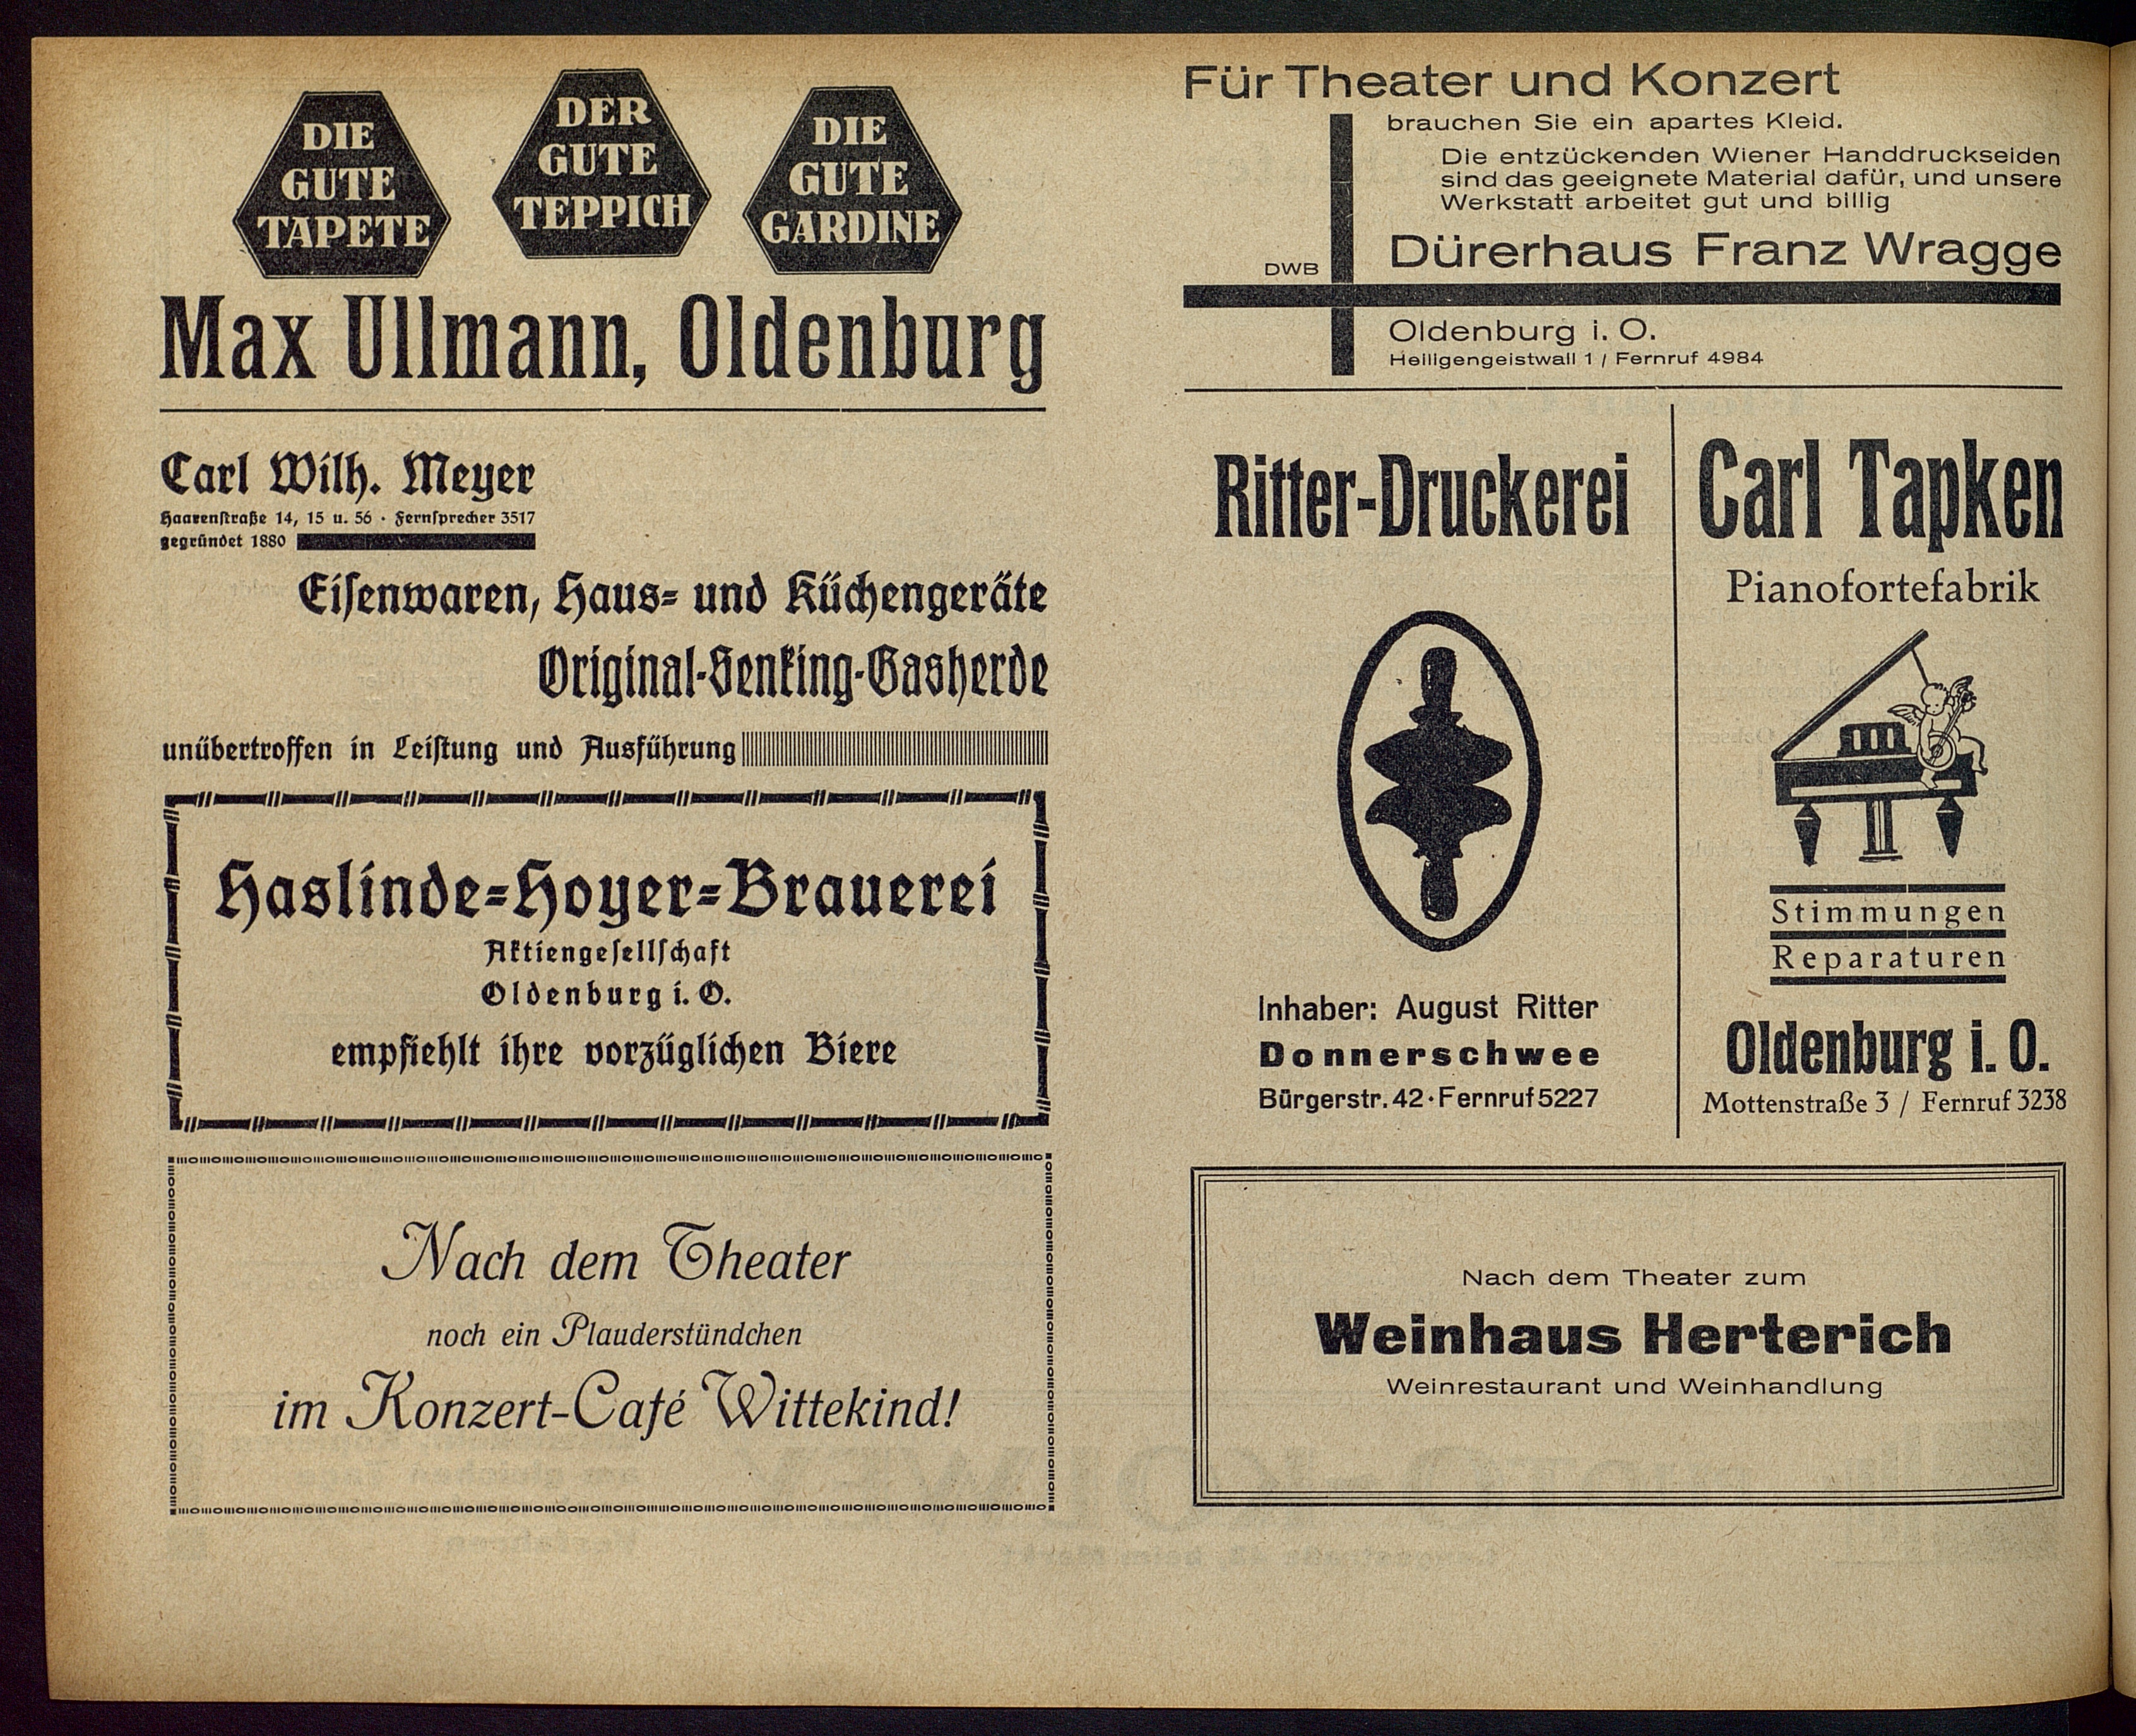 DIE
GUTE
TAPETE
DER
GUTE
TEPPICH
DIE
GUTE
GARDINE
Max Ullmann, Oldenburg
Carl Wilh. Meyer
Haarenſtraße 14, 15 u. 56 · Fernſprecher 3517
gegründet 1880
Eiſenwaren, Haus= und Küchengeräte
Original-Senking-Gasherde
unübertroffen in Leiſtung und Ausführung
Haslinde=Hoyer=Brauerei
Aktiengeſellſchaft
Oldenburg i. O.
empfiehlt ihre vorzüglichen Biere
Nach dem Theater
noch ein Plauderstündchen
im Konzert-Café Wittekind!
Für Theater und Konzert
brauchen Sie ein apartes Kleid.
Die entzückenden Wiener Handdruckseiden
sind das geeignete Material dafür, und unsere
Werkstatt arbeitet gut und billig
DWB
Dürerhaus Franz Wragge
Oldenburg i. O.
Heiligengeistwall 1 / Fernruf 4984
Ritter-Druckerei
Inhaber: August Ritter
Donnerschwee
Bürgerstr. 42 · Fernruf 5227
Carl Tapken
Pianofortefabrik
Stimmungen
Reparaturen
Oldenburg i. O.
Mottenstraße 3 / Fernruf 3238
Nach dem Theater zum
Weinhaus Herterich
Weinrestaurant und Weinhandlung